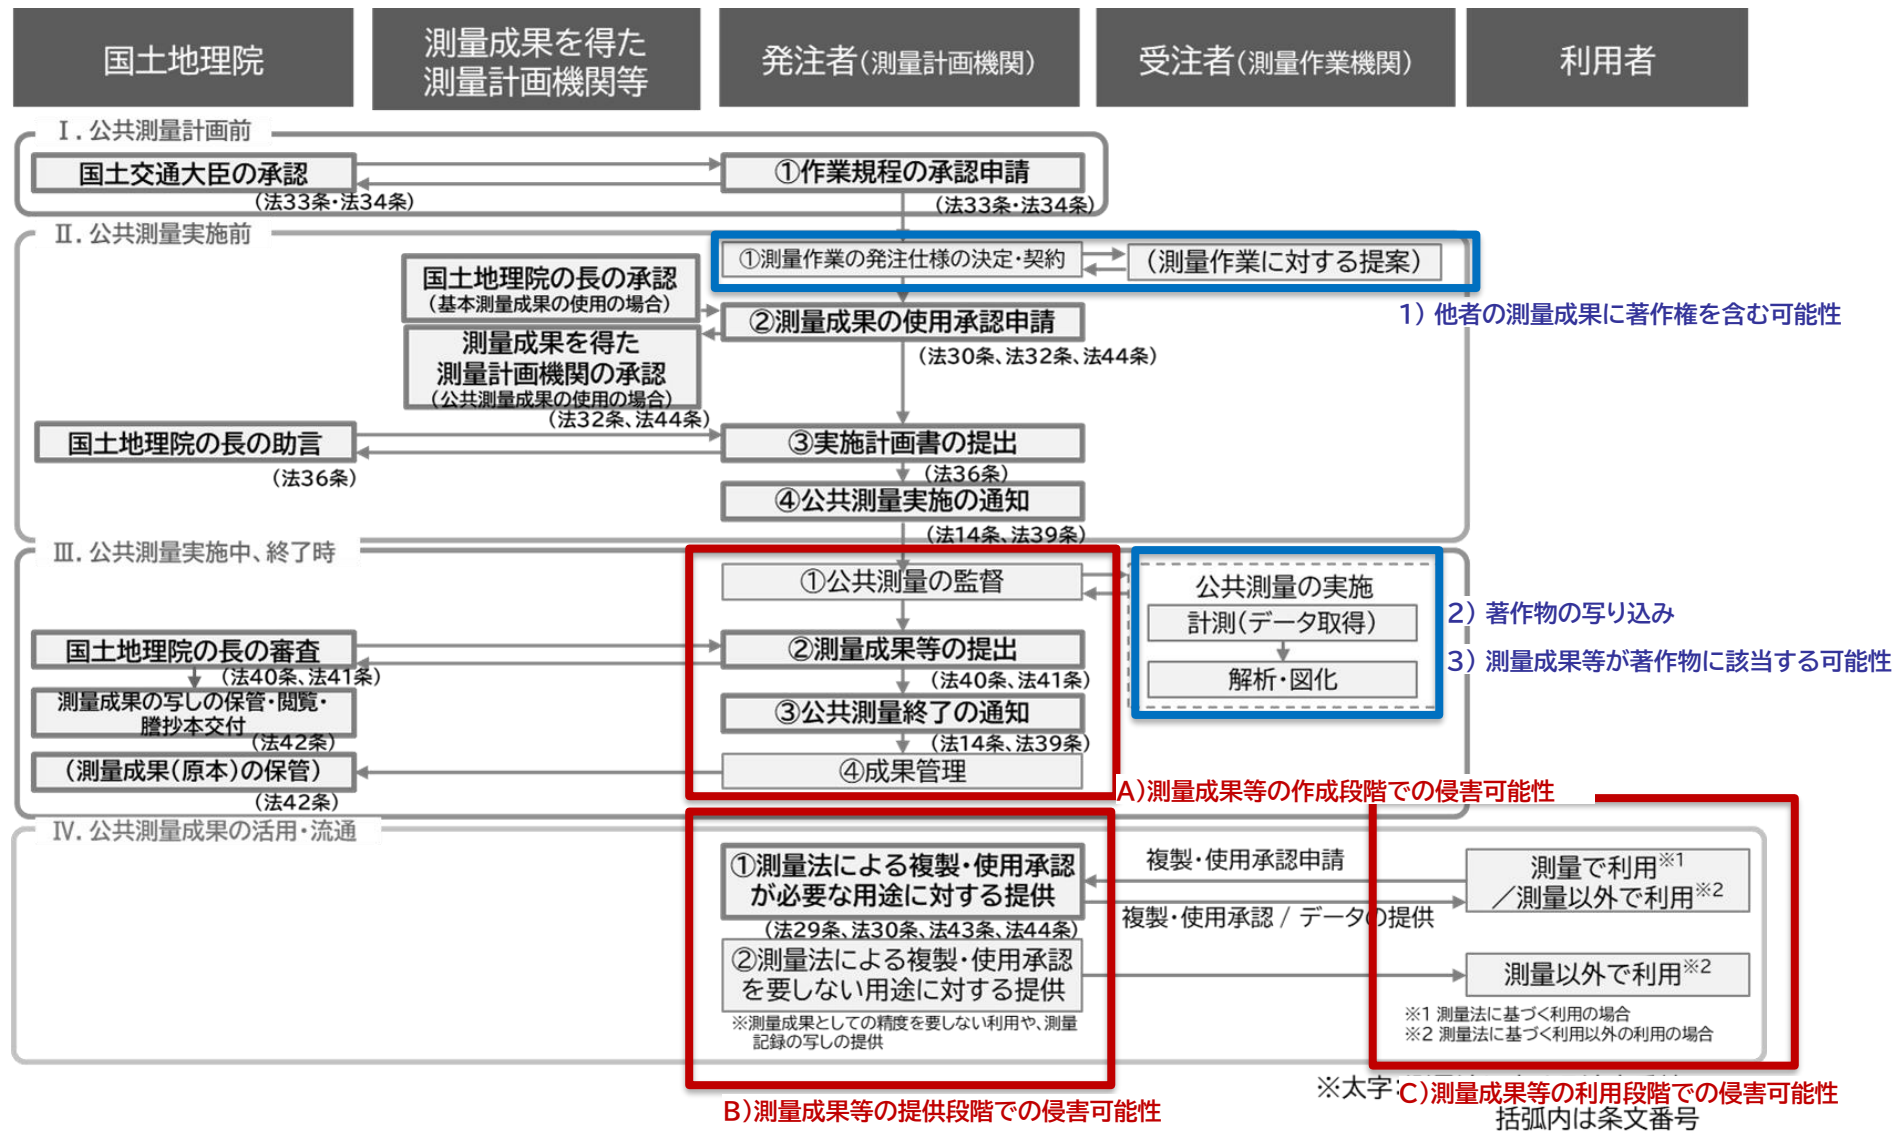 国土地理院
測量成果を得た
測量計画機関等
発注者(測量計画機関)
受注者(測量作業機関)
利用者
Ⅰ. 公共測量計画前
国土交通大臣の承認
(法33条・法34条)
①作業規程の承認申請
(法33条・法34条)
Ⅱ. 公共測量実施前
①測量作業の発注仕様の決定・契約
(測量作業に対する提案)
1) 他者の測量成果に著作権を含む可能性
国土地理院の長の承認
(基本測量成果の使用の場合)
②測量成果の使用承認申請
(法30条、法32条、法44条)
測量成果を得た
測量計画機関の承認
(公共測量成果の使用の場合)
(法32条、法44条)
国土地理院の長の助言
(法36条)
③実施計画書の提出
(法36条)
④公共測量実施の通知
(法14条、法39条)
Ⅲ. 公共測量実施中、終了時
①公共測量の監督
公共測量の実施
計測(データ取得)
解析・図化
2) 著作物の写り込み
3) 測量成果等が著作物に該当する可能性
国土地理院の長の審査
(法40条、法41条)
②測量成果等の提出
(法40条、法41条)
測量成果の写しの保管・閲覧・
謄抄本交付
(法42条)
③公共測量終了の通知
(法14条、法39条)
(測量成果(原本)の保管)
(法42条)
④成果管理
A)測量成果等の作成段階での侵害可能性
Ⅳ. 公共測量成果の活用・流通
①測量法による複製・使用承認
が必要な用途に対する提供
(法29条、法30条、法43条、法44条)
複製・使用承認申請
複製・使用承認 / データの提供
測量で利用※1
/測量以外で利用※2
②測量法による複製・使用承認
を要しない用途に対する提供
※測量成果としての精度を要しない利用や、測量
記録の写しの提供
測量以外で利用※2
※1 測量法に基づく利用の場合
※2 測量法に基づく利用以外の利用の場合
※太字:
C)測量成果等の利用段階での侵害可能性
B)測量成果等の提供段階での侵害可能性
括弧内は条文番号